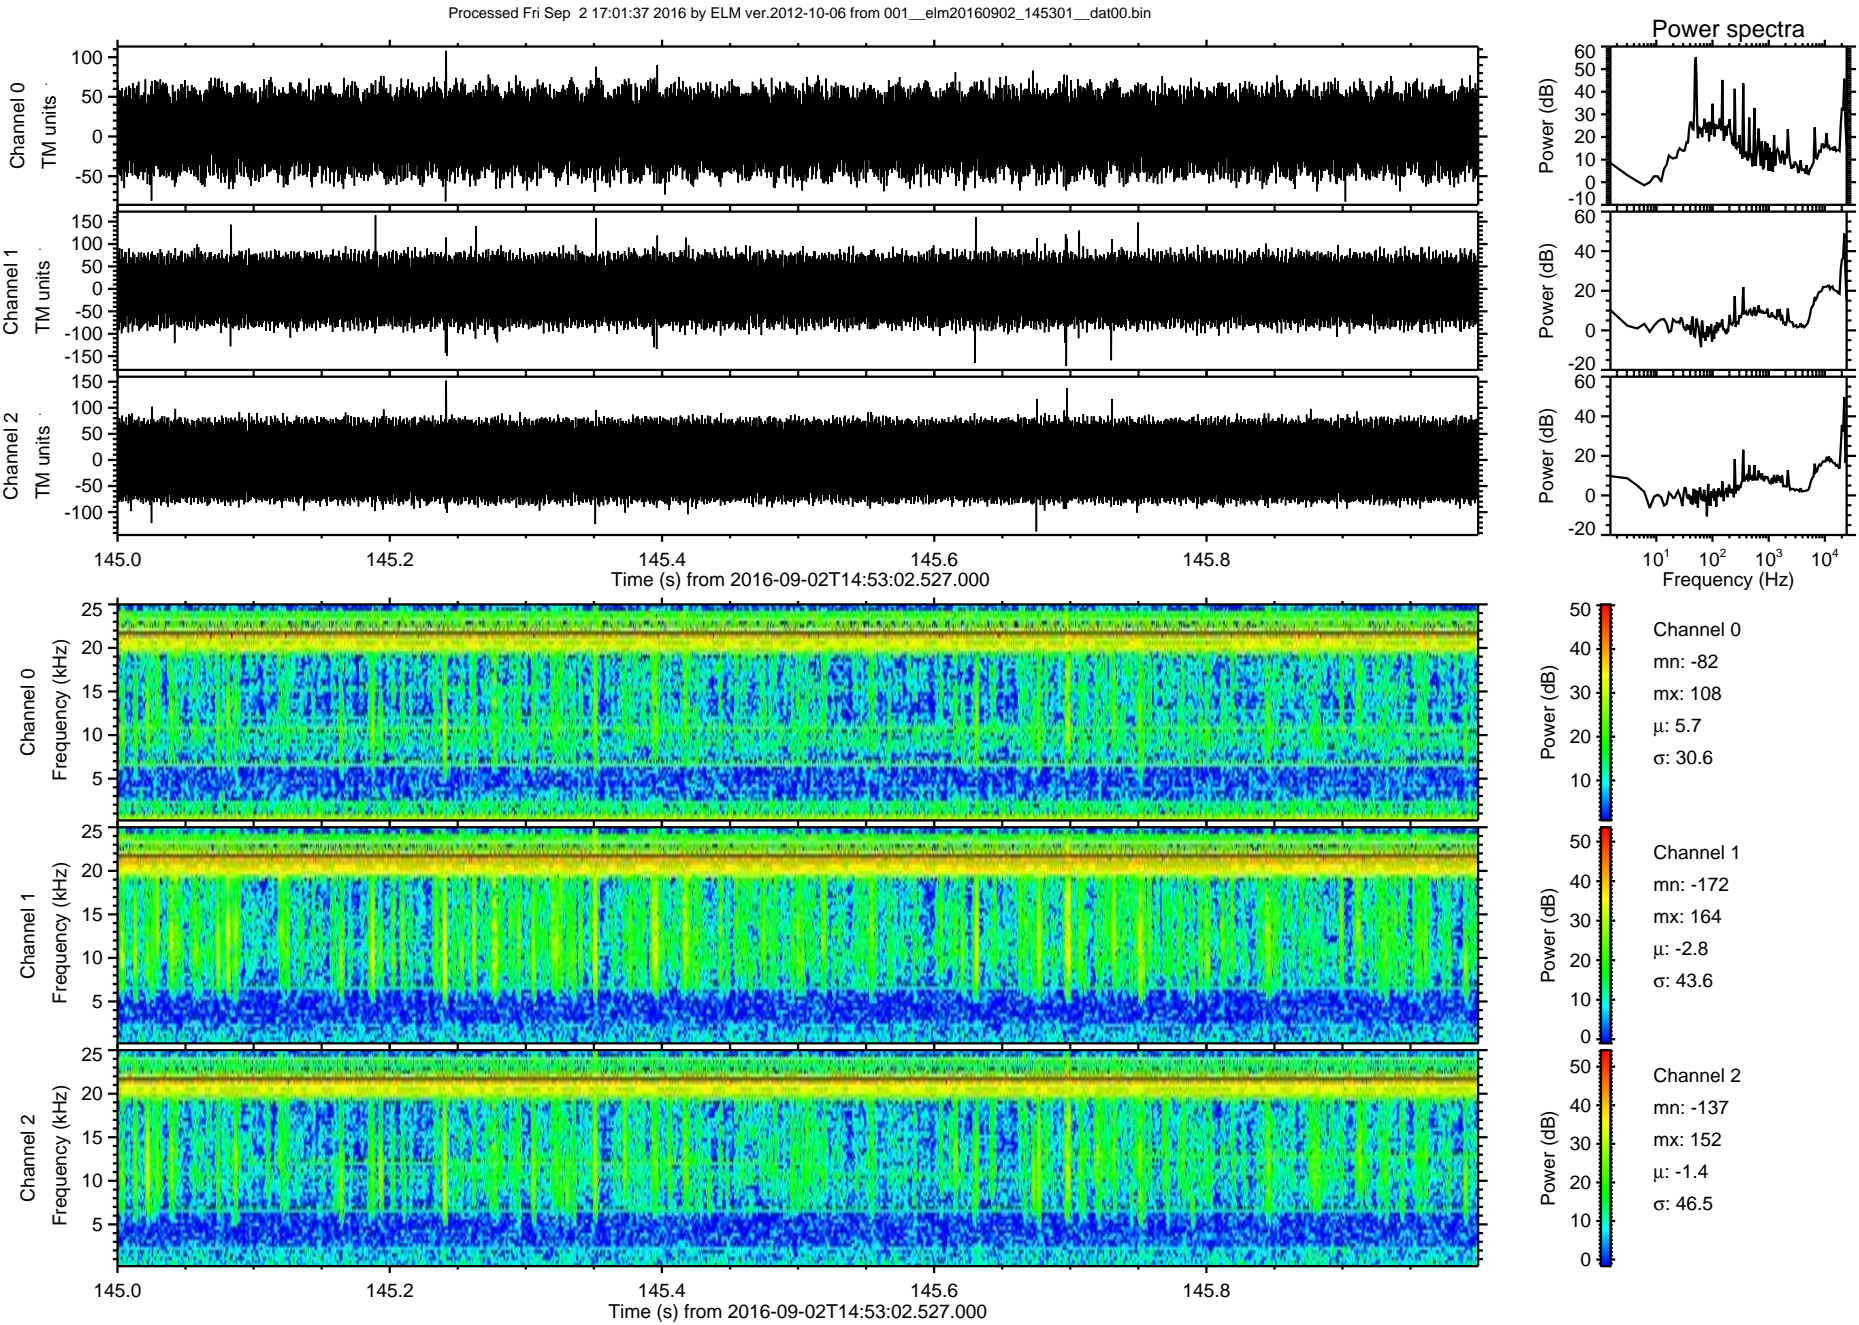 Processed Fri Sep  2 17:01:37 2016 by ELM ver.2012-10-06 from 001__elm20160902_145301__dat00.bin
Power spectra
Channel 0
TM units
100
50
0
-50
Power (dB)
60
50
40
30
20
10
0
-10
Channel 1
TM units
150
100
50
0
-50
-100
-150
Power (dB)
60
40
20
0
-20
Channel 2
TM units
150
100
50
0
-50
-100
Power (dB)
60
40
20
0
-20
145.0 145.2 145.4 145.6 145.8
Time (s) from 2016-09-02T14:53:02.527.000
10^1 10^2 10^3 10^4
Frequency (Hz)
Channel 0
Frequency (kHz)
25
20
15
10
5
Power (dB)
50
40
30
20
10
Channel 0
mn: -82
mx: 108
μ: 5.7
σ: 30.6
Channel 1
Frequency (kHz)
25
20
15
10
5
Power (dB)
50
40
30
20
10
0
Channel 1
mn: -172
mx: 164
μ: -2.8
σ: 43.6
Channel 2
Frequency (kHz)
25
20
15
10
5
Power (dB)
50
40
30
20
10
0
Channel 2
mn: -137
mx: 152
μ: -1.4
σ: 46.5
145.0 145.2 145.4 145.6 145.8
Time (s) from 2016-09-02T14:53:02.527.000